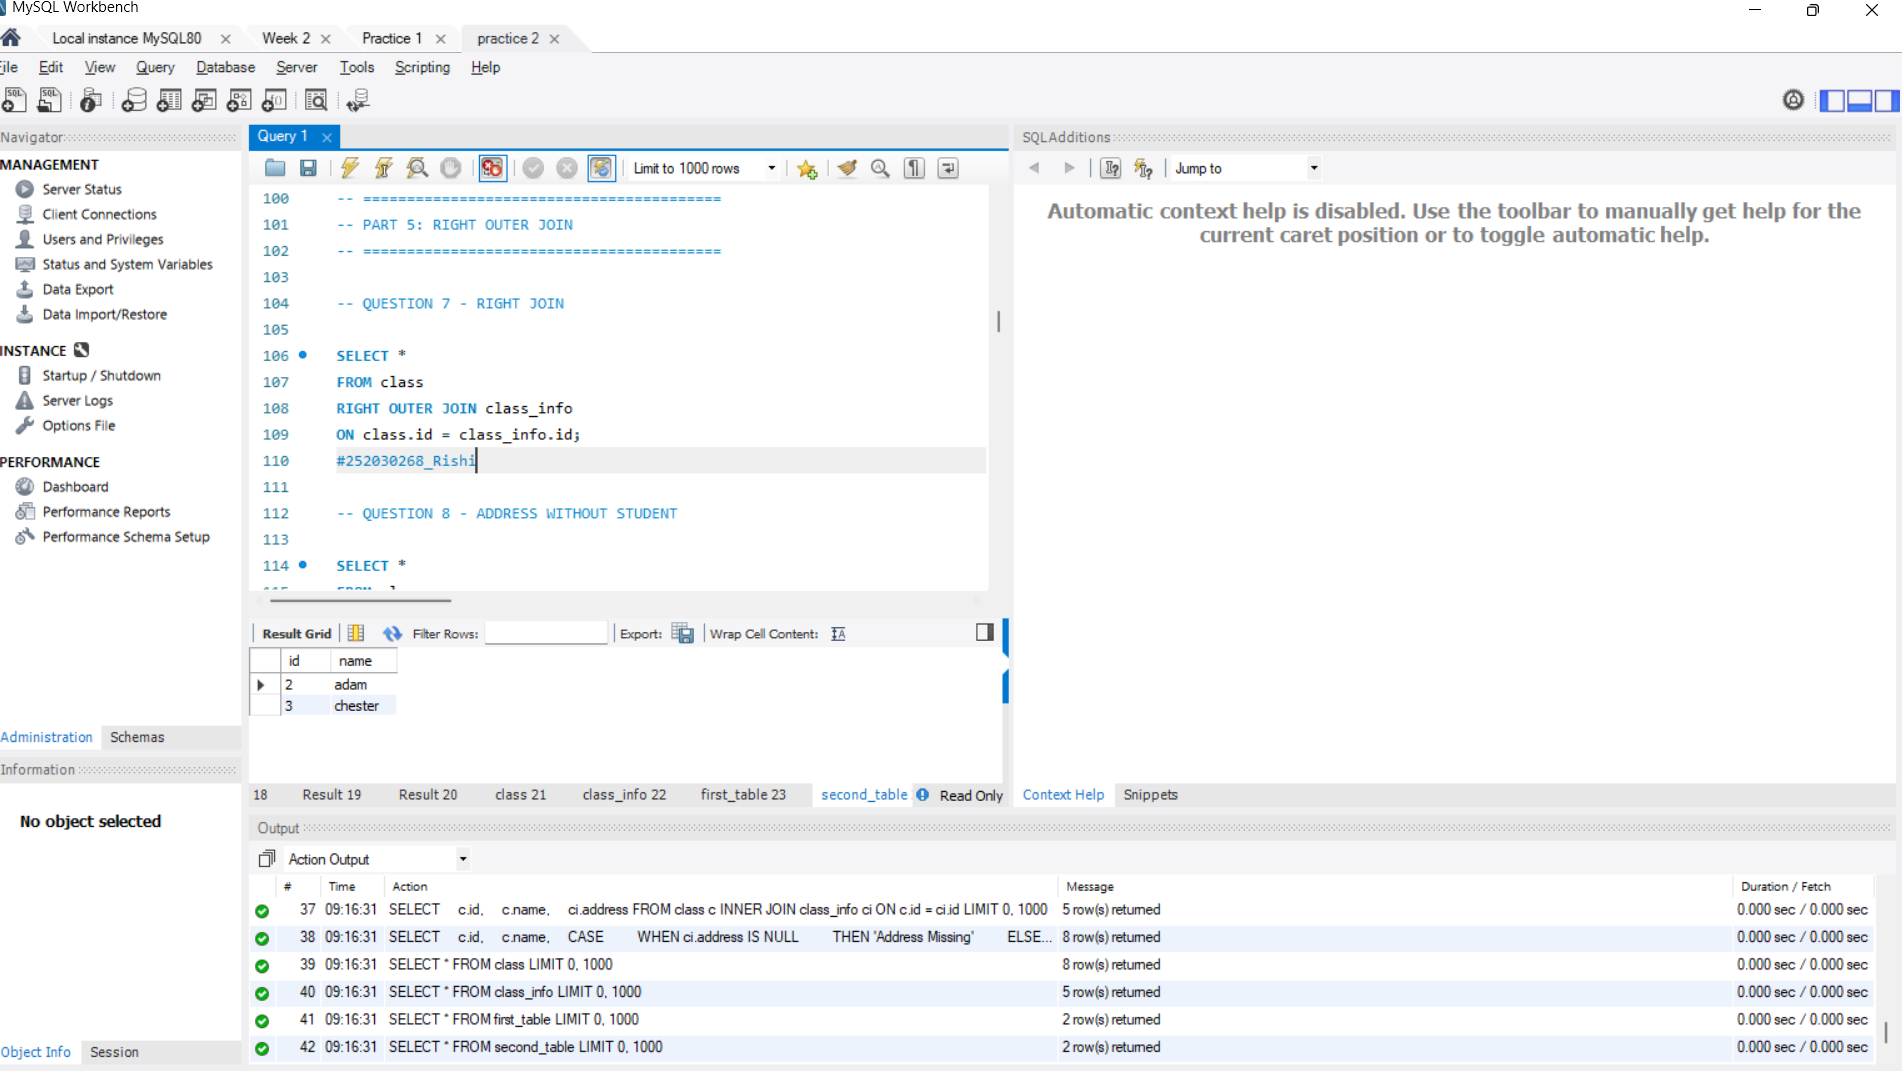 MySQL Workbench
Local instance MySQL80
Week 2
Practice 1
practice 2
File Edit View Query Database Server Tools Scripting Help
Navigator
MANAGEMENT
Server Status
Client Connections
Users and Privileges
Status and System Variables
Data Export
Data Import/Restore
INSTANCE
Startup / Shutdown
Server Logs
Options File
PERFORMANCE
Dashboard
Performance Reports
Performance Schema Setup
Administration Schemas
Information
No object selected
Object Info Session
Query 1
Limit to 1000 rows
100 -- =========================================
101 -- PART 5: RIGHT OUTER JOIN
102 -- =========================================
103
104 -- QUESTION 7 - RIGHT JOIN
105
106 SELECT *
107 FROM class
108 RIGHT OUTER JOIN class_info
109 ON class.id = class_info.id;
110 #252030268_Rishi
111
112 -- QUESTION 8 - ADDRESS WITHOUT STUDENT
113
114 SELECT *
Result Grid Filter Rows: Export: Wrap Cell Content:
id name
2 adam
3 chester
18 Result 19 Result 20 class 21 class_info 22 first_table 23 second_table Read Only
SQLAdditions
Jump to
Automatic context help is disabled. Use the toolbar to manually get help for the
current caret position or to toggle automatic help.
Context Help Snippets
Output
Action Output
# Time Action Message Duration / Fetch
37 09:16:31 SELECT c.id, c.name, ci.address FROM class c INNER JOIN class_info ci ON c.id = ci.id LIMIT 0, 1000 5 row(s) returned 0.000 sec / 0.000 sec
38 09:16:31 SELECT c.id, c.name, CASE WHEN ci.address IS NULL THEN 'Address Missing' ELSE... 8 row(s) returned 0.000 sec / 0.000 sec
39 09:16:31 SELECT * FROM class LIMIT 0, 1000 8 row(s) returned 0.000 sec / 0.000 sec
40 09:16:31 SELECT * FROM class_info LIMIT 0, 1000 5 row(s) returned 0.000 sec / 0.000 sec
41 09:16:31 SELECT * FROM first_table LIMIT 0, 1000 2 row(s) returned 0.000 sec / 0.000 sec
42 09:16:31 SELECT * FROM second_table LIMIT 0, 1000 2 row(s) returned 0.000 sec / 0.000 sec